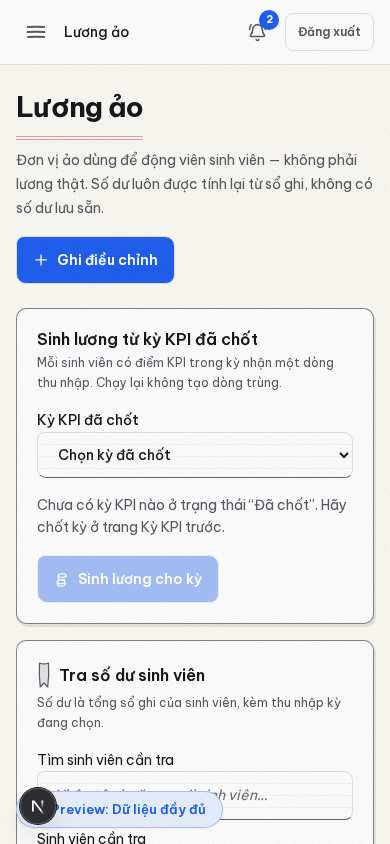 Lương ảo
2
Đăng xuất
Lương ảo
Đơn vị ảo dùng để động viên sinh viên — không phải
lương thật. Số dư luôn được tính lại từ sổ ghi, không có
số dư lưu sẵn.
Ghi điều chỉnh
Sinh lương từ kỳ KPI đã chốt
Mỗi sinh viên có điểm KPI trong kỳ nhận một dòng
thu nhập. Chạy lại không tạo dòng trùng.
Kỳ KPI đã chốt
Chọn kỳ đã chốt
Chưa có kỳ KPI nào ở trạng thái “Đã chốt”. Hãy
chốt kỳ ở trang Kỳ KPI trước.
Sinh lương cho kỳ
Tra số dư sinh viên
Số dư là tổng sổ ghi của sinh viên, kèm thu nhập kỳ
đang chọn.
Tìm sinh viên cần tra
viên...
N
Preview: Dữ liệu đầy đủ
Sinh viên cần tra